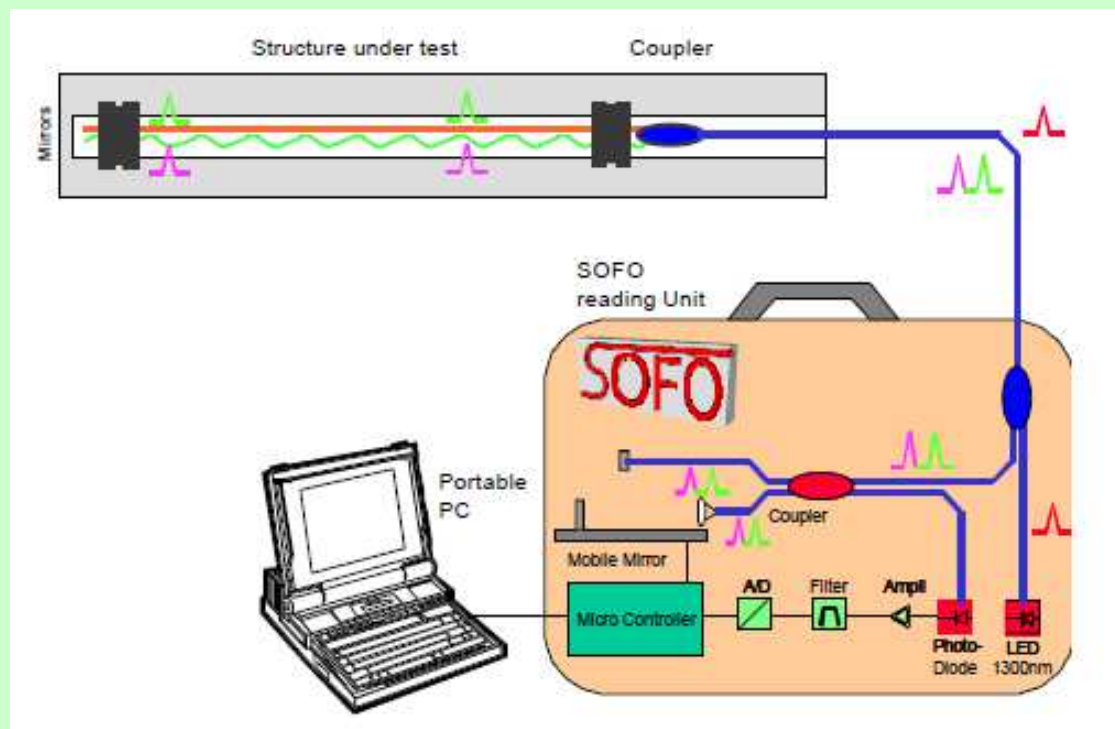 Structure under test
Coupler
Mirrors
SOFO
reading Unit
SOFO
Portable
PC
Coupler
Mobile Mirror
A/D
Filter
Ampli
Micro Controller
Photo-
Diode
LED
1300nm